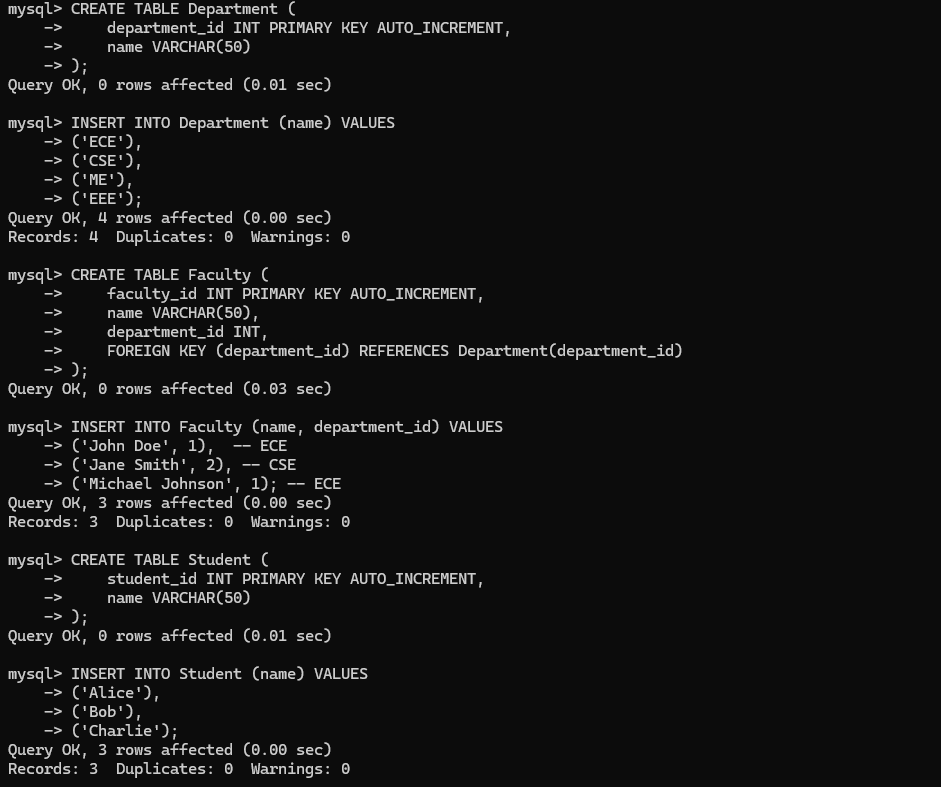 mysql> CREATE TABLE Department (
    ->     department_id INT PRIMARY KEY AUTO_INCREMENT,
    ->     name VARCHAR(50)
    -> );
Query OK, 0 rows affected (0.01 sec)

mysql> INSERT INTO Department (name) VALUES
    -> ('ECE'),
    -> ('CSE'),
    -> ('ME'),
    -> ('EEE');
Query OK, 4 rows affected (0.00 sec)
Records: 4  Duplicates: 0  Warnings: 0

mysql> CREATE TABLE Faculty (
    ->     faculty_id INT PRIMARY KEY AUTO_INCREMENT,
    ->     name VARCHAR(50),
    ->     department_id INT,
    ->     FOREIGN KEY (department_id) REFERENCES Department(department_id)
    -> );
Query OK, 0 rows affected (0.03 sec)

mysql> INSERT INTO Faculty (name, department_id) VALUES
    -> ('John Doe', 1),  -- ECE
    -> ('Jane Smith', 2), -- CSE
    -> ('Michael Johnson', 1); -- ECE
Query OK, 3 rows affected (0.00 sec)
Records: 3  Duplicates: 0  Warnings: 0

mysql> CREATE TABLE Student (
    ->     student_id INT PRIMARY KEY AUTO_INCREMENT,
    ->     name VARCHAR(50)
    -> );
Query OK, 0 rows affected (0.01 sec)

mysql> INSERT INTO Student (name) VALUES
    -> ('Alice'),
    -> ('Bob'),
    -> ('Charlie');
Query OK, 3 rows affected (0.00 sec)
Records: 3  Duplicates: 0  Warnings: 0